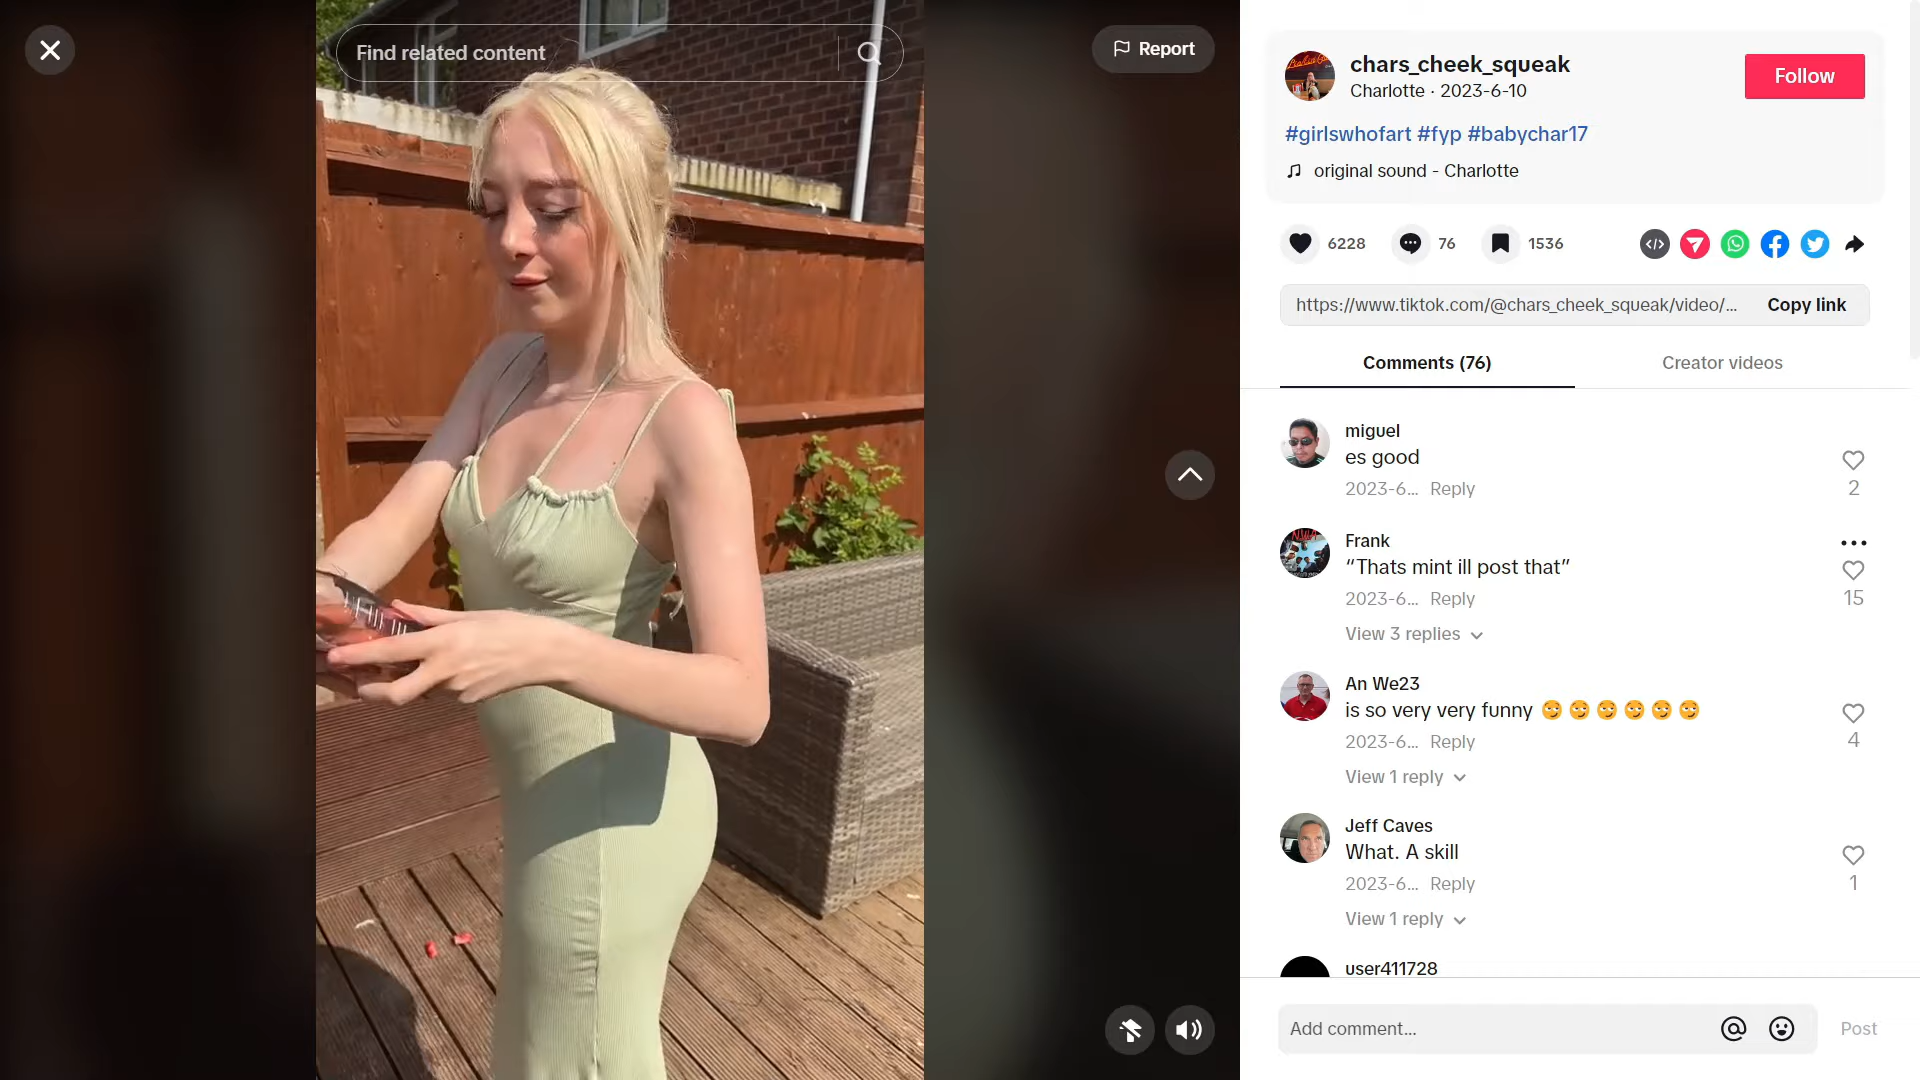 Find related content
Report
chars_cheek_squeak
Charlotte · 2023-6-10
Follow
#girlswhofart #fyp #babychar17
original sound - Charlotte
6228
76
1536
https://www.tiktok.com/@chars_cheek_squeak/video/...
Copy link
Comments (76)
Creator videos
miguel
es good
2023-6... Reply
2
Frank
“Thats mint ill post that”
2023-6... Reply
15
View 3 replies
An We23
is so very very funny 😏😏😏😏😏😏
2023-6... Reply
4
View 1 reply
Jeff Caves
What. A skill
2023-6... Reply
1
View 1 reply
user411728
Add comment...
Post